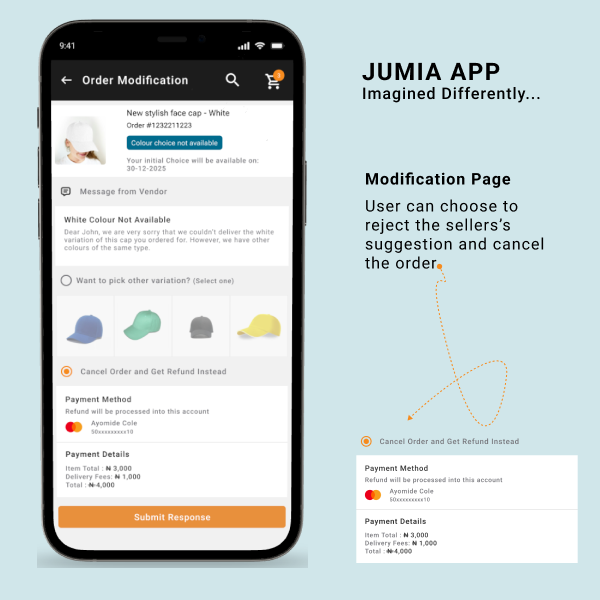 9:41
Order Modification
3
New stylish face cap - White
Order #1232211223
Colour choice not available
Your initial Choice will be available on:
30-12-2025
Message from Vendor
White Colour Not Available
Dear John, we are very sorry that we couldn't deliver the white
variation of this cap you ordered for. However, we have other
colours of the same type.
Want to pick other variation? (Select one)
Cancel Order and Get Refund Instead
Payment Method
Refund will be processed into this account
Ayomide Cole
50xxxxxxxxx10
Payment Details
Item Total : ₦ 3,000
Delivery Fees: ₦ 1,000
Total : ₦ 4,000
Submit Response
JUMIA APP
Imagined Differently...
Modification Page
User can choose to
reject the sellers's
suggestion and cancel
the order
Cancel Order and Get Refund Instead
Payment Method
Refund will be processed into this account
Ayomide Cole
50xxxxxxxxx10
Payment Details
Item Total : ₦ 3,000
Delivery Fees: ₦ 1,000
Total : ₦ 4,000